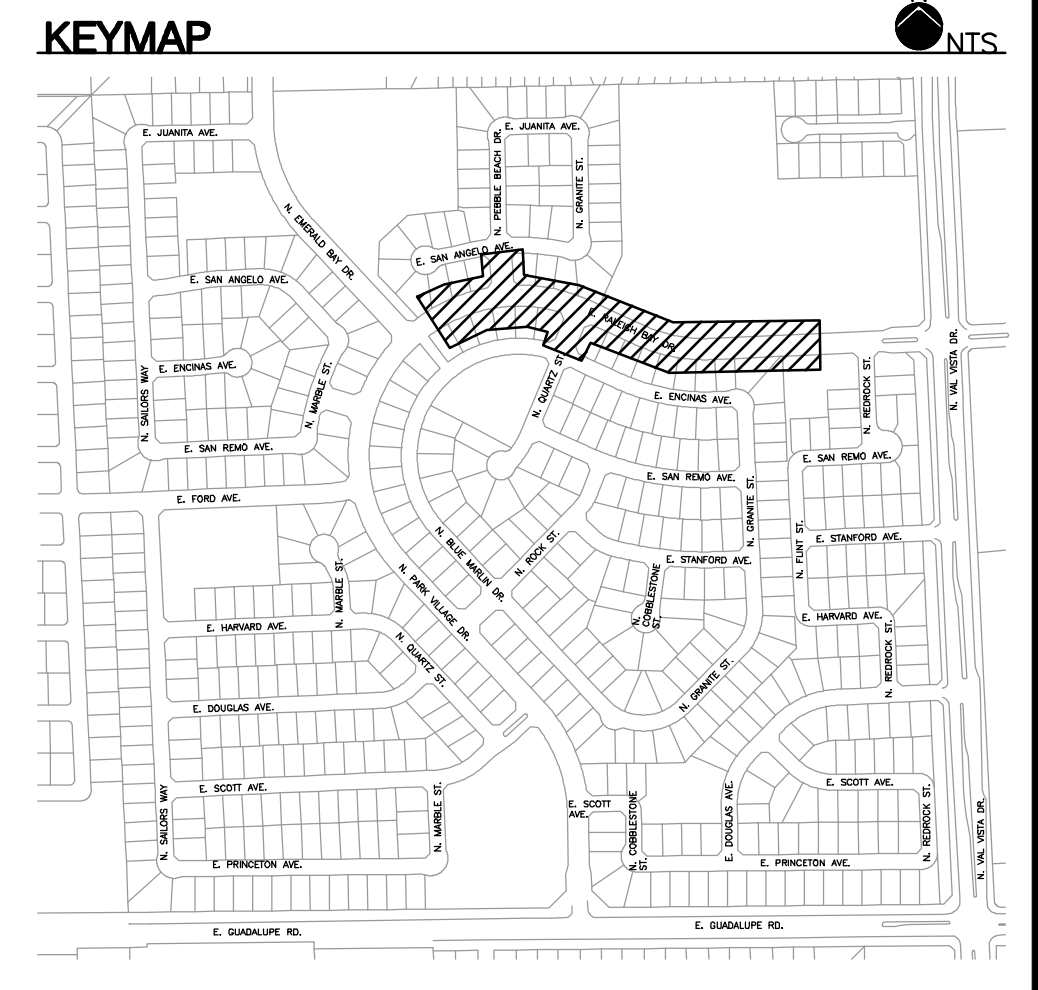 KEYMAP
NTS
E. JUANITA AVE.
E. JUANITA AVE.
N. PEBBLE BEACH DR.
N. GRANITE ST.
N. EMERALD BAY DR.
E. SAN ANGELO AVE.
E. SAN ANGELO AVE.
E. RALEIGH BAY DR.
N. VAL VISTA DR.
E. ENCINAS AVE.
N. SAILORS WAY
N. MARBLE ST.
N. QUARTZ ST.
E. ENCINAS AVE.
N. REDROCK ST.
E. SAN REMO AVE.
E. SAN REMO AVE.
E. SAN REMO AVE.
E. FORD AVE.
N. GRANITE ST.
N. FLINT ST.
E. STANFORD AVE.
N. BLUE MARLIN DR.
N. ROCK ST.
E. STANFORD AVE.
N. MARBLE ST.
N. PARK VILLAGE DR.
N.
COBBLESTONE
ST.
E. HARVARD AVE.
E. HARVARD AVE.
N. QUARTZ ST.
N. REDROCK ST.
N. GRANITE ST.
E. DOUGLAS AVE.
E. SCOTT AVE.
E. SCOTT AVE.
N. SAILORS WAY
N. MARBLE ST.
E. SCOTT
AVE.
N. COBBLESTONE
ST.
E. DOUGLAS AVE.
N. REDROCK ST.
N. VAL VISTA DR.
E. PRINCETON AVE.
E. PRINCETON AVE.
E. GUADALUPE RD.
E. GUADALUPE RD.